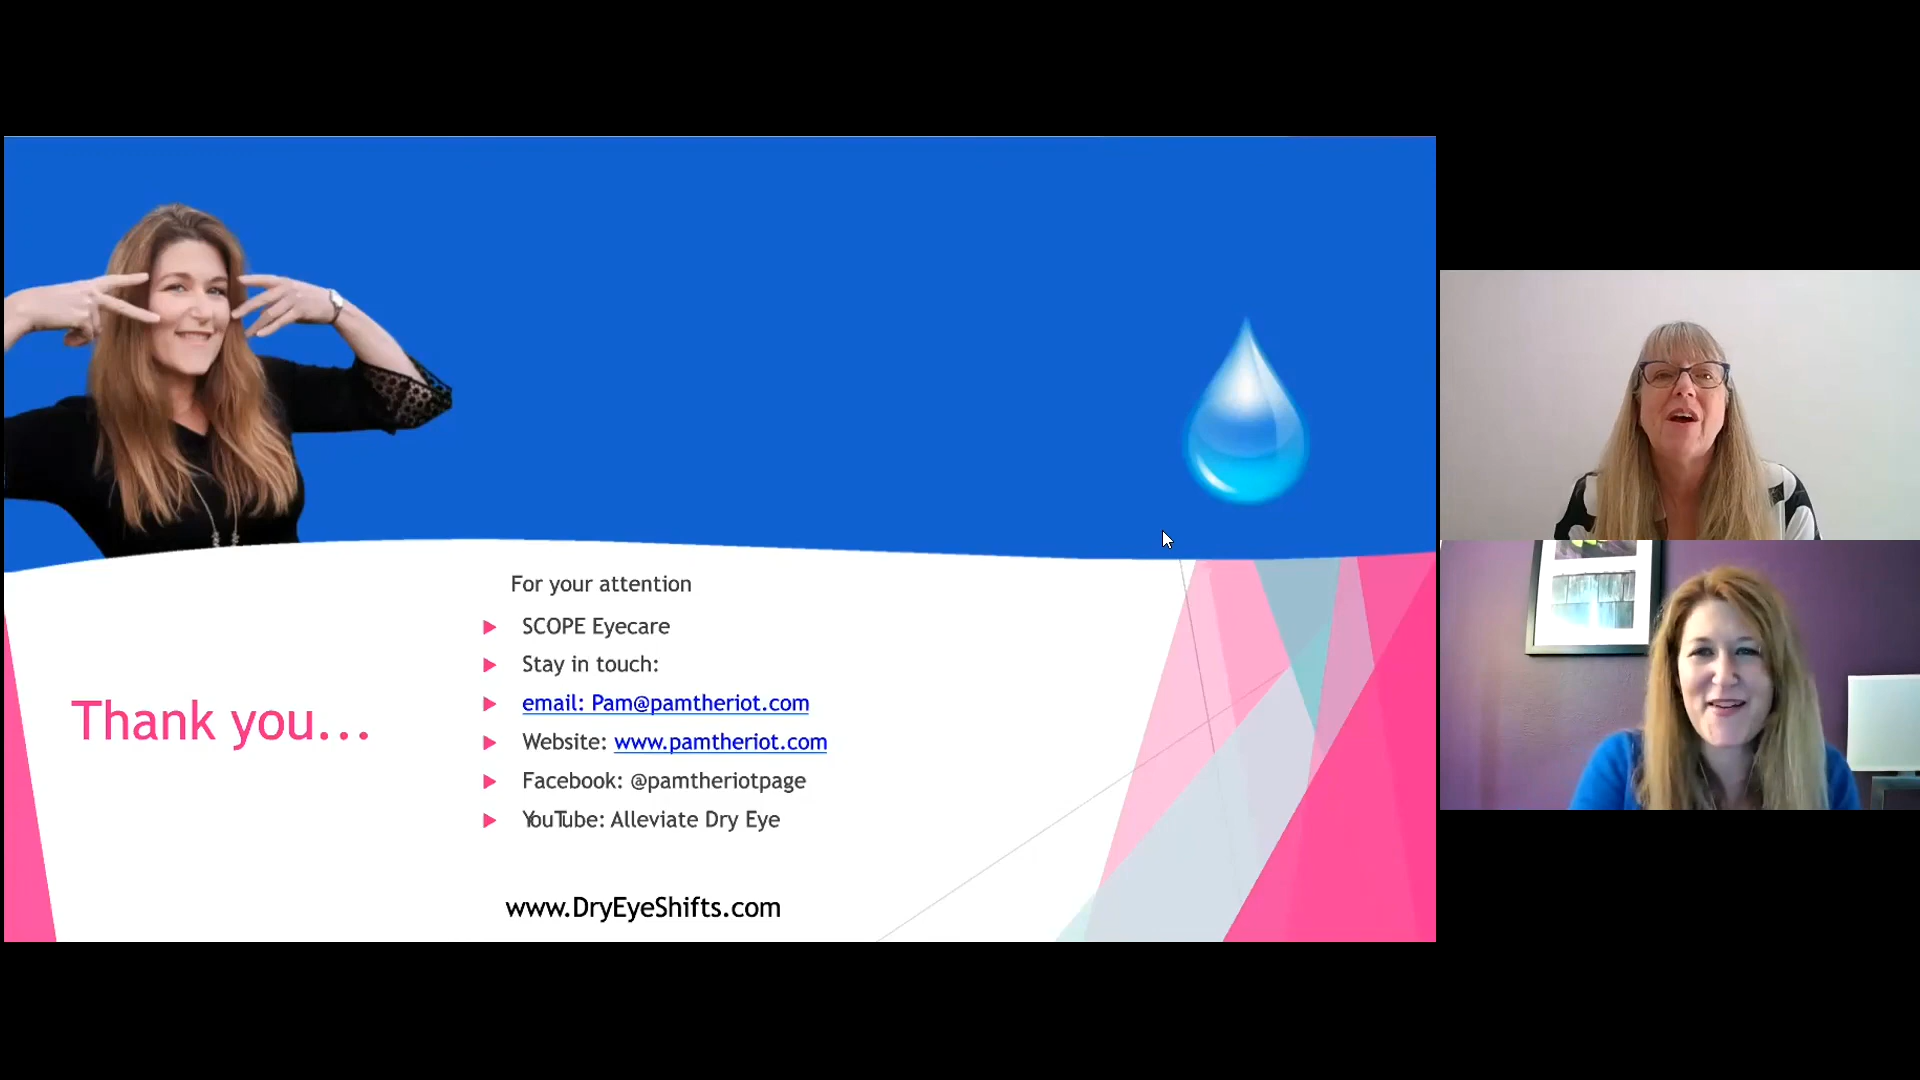 For your attention
SCOPE Eyecare
Stay in touch:
Thank you...
email: Pam@pamtheriot.com
Website: www.pamtheriot.com
Facebook: @pamtheriotpage
YouTube: Alleviate Dry Eye
www.DryEyeShifts.com